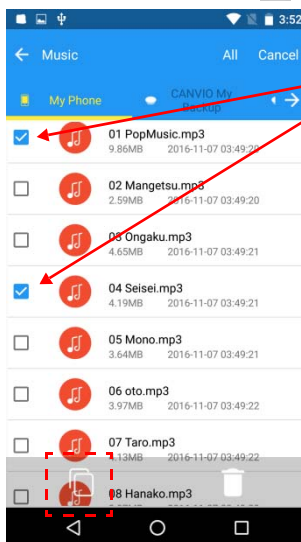 3:52
Music All Cancel
My Phone CANVIO My
Backup
01 PopMusic.mp3
9.86MB 2016-11-07 03:49:20
02 Mangetsu.mp3
2.59MB 2016-11-07 03:49:20
03 Ongaku.mp3
4.65MB 2016-11-07 03:49:21
04 Seisei.mp3
4.19MB 2016-11-07 03:49:21
05 Mono.mp3
3.64MB 2016-11-07 03:49:21
06 oto.mp3
3.97MB 2016-11-07 03:49:22
07 Taro.mp3
4.13MB 2016-11-07 03:49:22
08 Hanako.mp3